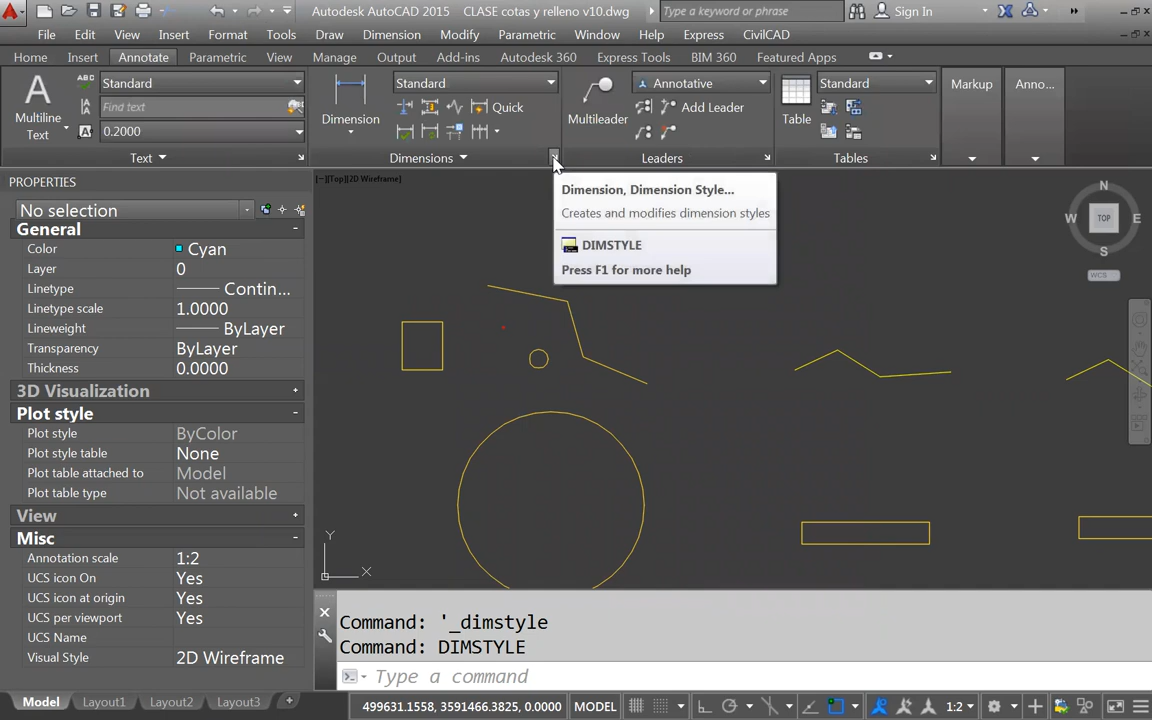 Autodesk AutoCAD 2015 CLASE cotas y relleno v10.dwg Type a keyword or phrase Sign In
File Edit View Insert Format Tools Draw Dimension Modify Parametric Window Help Express CivilCAD
Home Insert Annotate Parametric View Manage Output Add-ins Autodesk 360 Express Tools BIM 360 Featured Apps
Multiline Text
ABC Standard
Find text
0.2000
Text
Dimension
Standard
Quick
Dimensions
Multileader
Annotative
Add Leader
Leaders
Table
Standard
Tables
Markup
Anno...
PROPERTIES
No selection
General
Color Cyan
Layer 0
Linetype Contin...
Linetype scale 1.0000
Lineweight ByLayer
Transparency ByLayer
Thickness 0.0000
3D Visualization
Plot style
Plot style ByColor
Plot style table None
Plot table attached to Model
Plot table type Not available
View
Misc
Annotation scale 1:2
UCS icon On Yes
UCS icon at origin Yes
UCS per viewport Yes
UCS Name
Visual Style 2D Wireframe
[−][Top][2D Wireframe]
Dimension, Dimension Style...
Creates and modifies dimension styles
DIMSTYLE
Press F1 for more help
N
W TOP E
S
WCS
Y
X
Command: '_dimstyle
Command: DIMSTYLE
Type a command
Model Layout1 Layout2 Layout3 +
499631.1558, 3591466.3825, 0.0000 MODEL 1:2